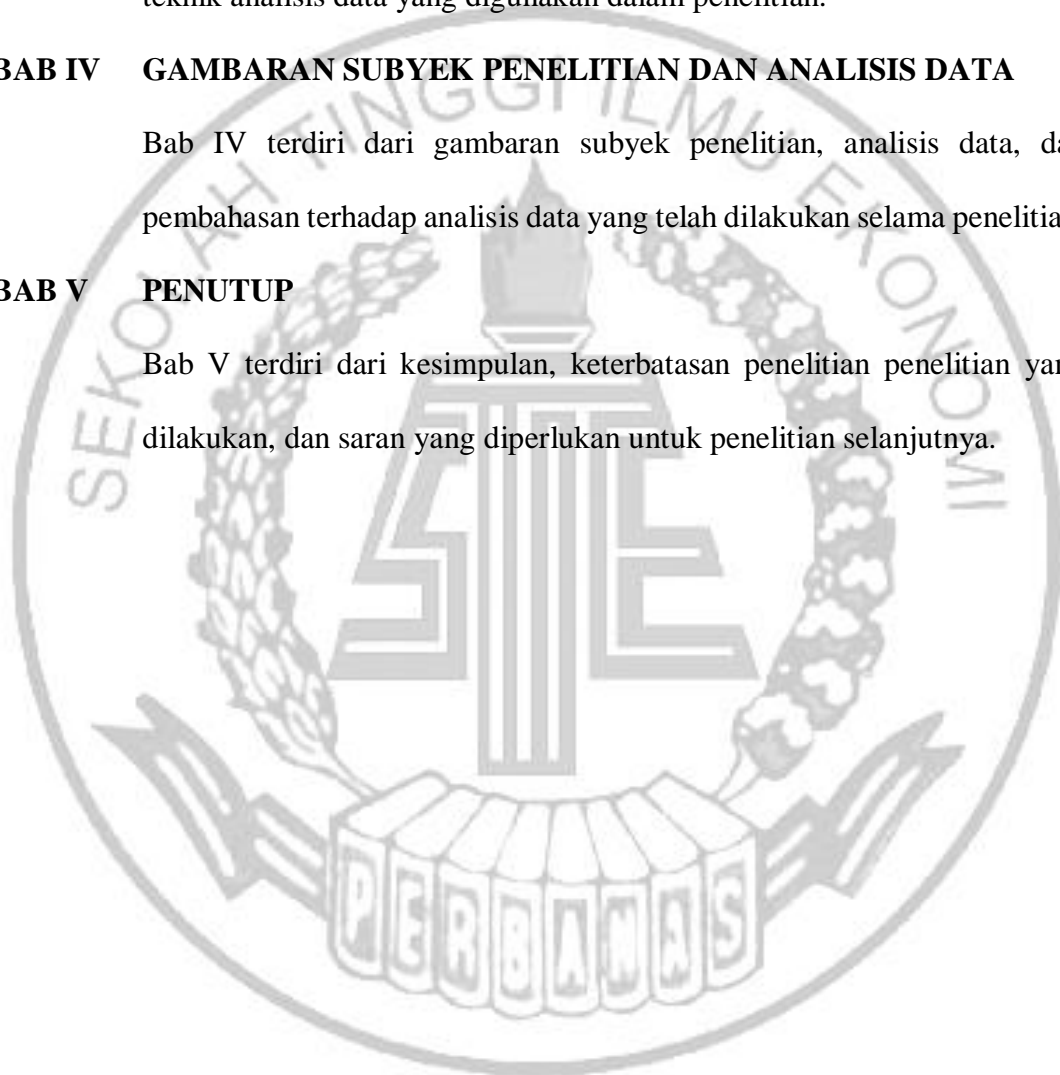 teknik analisis data yang digunakan dalam penelitian.
BAB IV GAMBARAN SUBYEK PENELITIAN DAN ANALISIS DATA
Bab IV terdiri dari gambaran subyek penelitian, analisis data, da
pembahasan terhadap analisis data yang telah dilakukan selama penelitia
BAB V PENUTUP
Bab V terdiri dari kesimpulan, keterbatasan penelitian penelitian yan
dilakukan, dan saran yang diperlukan untuk penelitian selanjutnya.
SEKOLAH TINGGI ILMU EKONOMI
STIE
PERBANAS